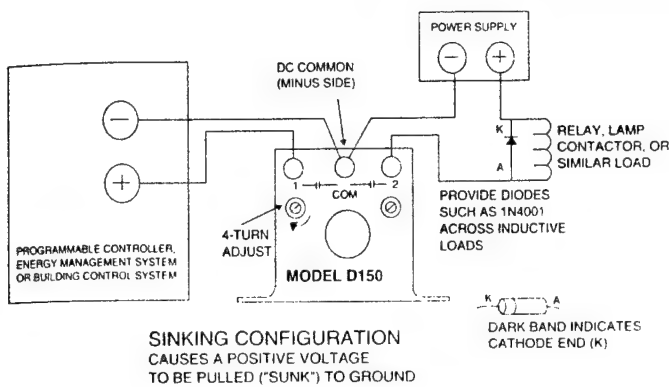 POWER SUPPLY
−
+
DC COMMON
(MINUS SIDE)
−
+
K
A
RELAY, LAMP
CONTACTOR, OR
SIMILAR LOAD
1
COM
2
4-TURN
ADJUST
PROVIDE DIODES
SUCH AS 1N4001
ACROSS INDUCTIVE
LOADS
PROGRAMMABLE CONTROLLER,
ENERGY MANAGEMENT SYSTEM
OR BUILDING CONTROL SYSTEM
MODEL D150
K
A
DARK BAND INDICATES
CATHODE END (K)
SINKING CONFIGURATION
CAUSES A POSITIVE VOLTAGE
TO BE PULLED ("SUNK") TO GROUND